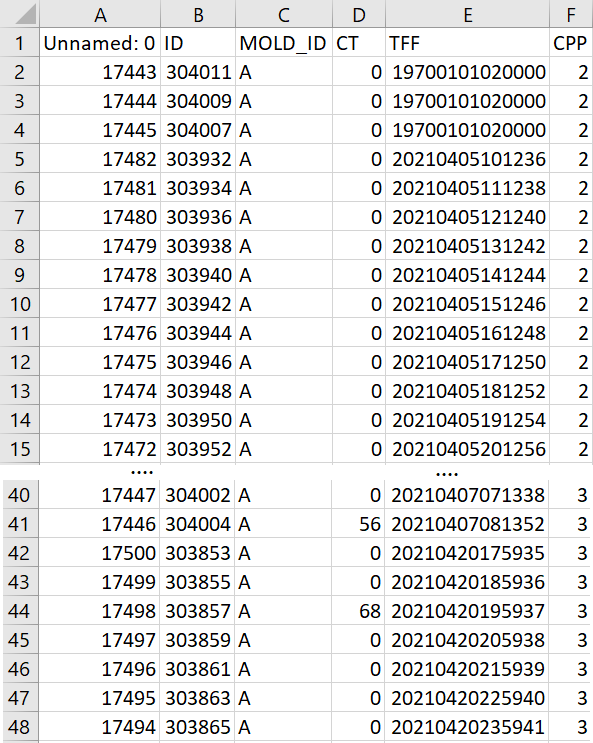 A B C D E F
1 Unnamed: 0 ID MOLD_ID CT TFF CPP
2 17443 304011 A 0 19700101020000 2
3 17444 304009 A 0 19700101020000 2
4 17445 304007 A 0 19700101020000 2
5 17482 303932 A 0 20210405101236 2
6 17481 303934 A 0 20210405111238 2
7 17480 303936 A 0 20210405121240 2
8 17479 303938 A 0 20210405131242 2
9 17478 303940 A 0 20210405141244 2
10 17477 303942 A 0 20210405151246 2
11 17476 303944 A 0 20210405161248 2
12 17475 303946 A 0 20210405171250 2
13 17474 303948 A 0 20210405181252 2
14 17473 303950 A 0 20210405191254 2
15 17472 303952 A 0 20210405201256 2
.... ....
40 17447 304002 A 0 20210407071338 3
41 17446 304004 A 56 20210407081352 3
42 17500 303853 A 0 20210420175935 3
43 17499 303855 A 0 20210420185936 3
44 17498 303857 A 68 20210420195937 3
45 17497 303859 A 0 20210420205938 3
46 17496 303861 A 0 20210420215939 3
47 17495 303863 A 0 20210420225940 3
48 17494 303865 A 0 20210420235941 3